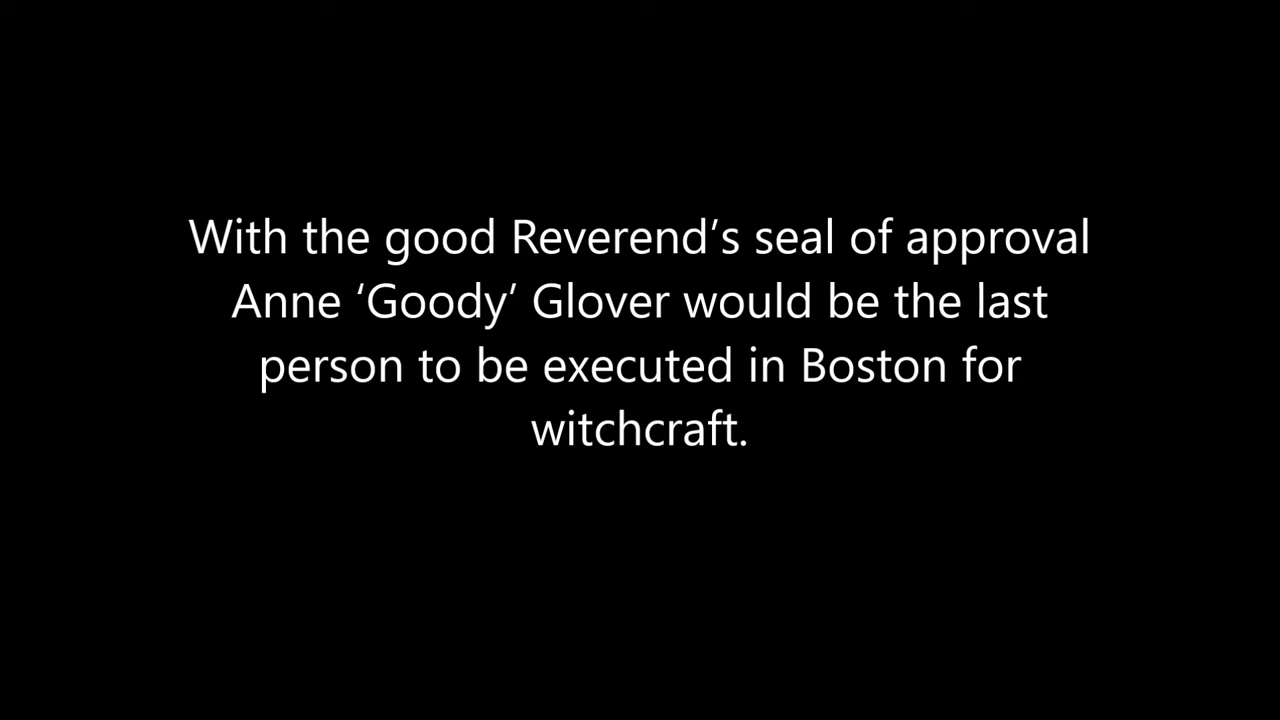 With the good Reverend’s seal of approval
Anne ‘Goody’ Glover would be the last
person to be executed in Boston for
witchcraft.